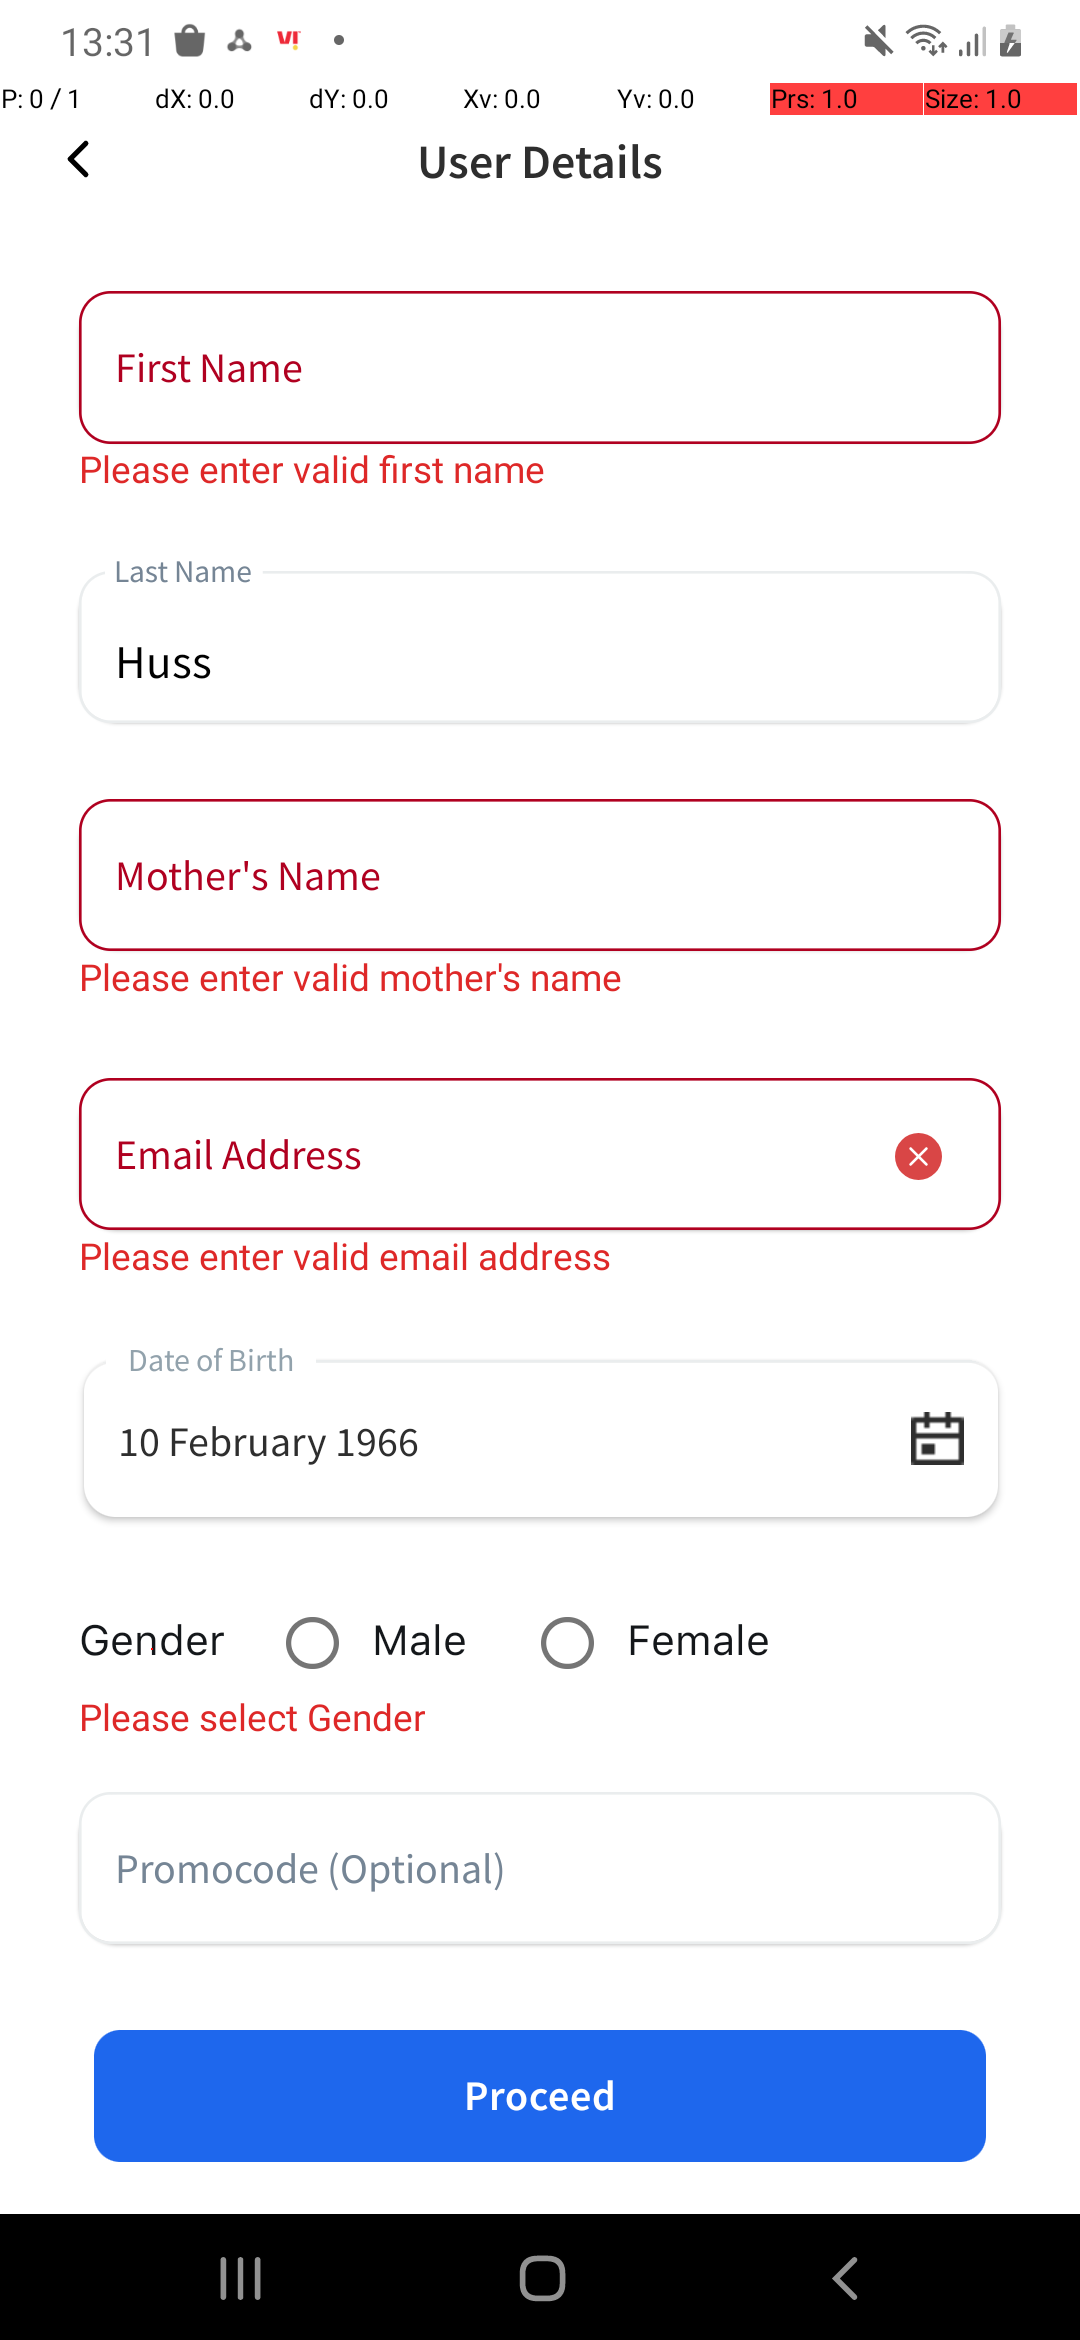 13:31
P: 0 / 1 dX: 0.0 dY: 0.0 Xv: 0.0 Yv: 0.0 Prs: 1.0 Size: 1.0
User Details
First Name
Please enter valid first name
Last Name
Huss
Mother's Name
Please enter valid mother's name
Email Address
Please enter valid email address
Date of Birth
10 February 1966
Gender Male Female
Please select Gender
Promocode (Optional)
Proceed